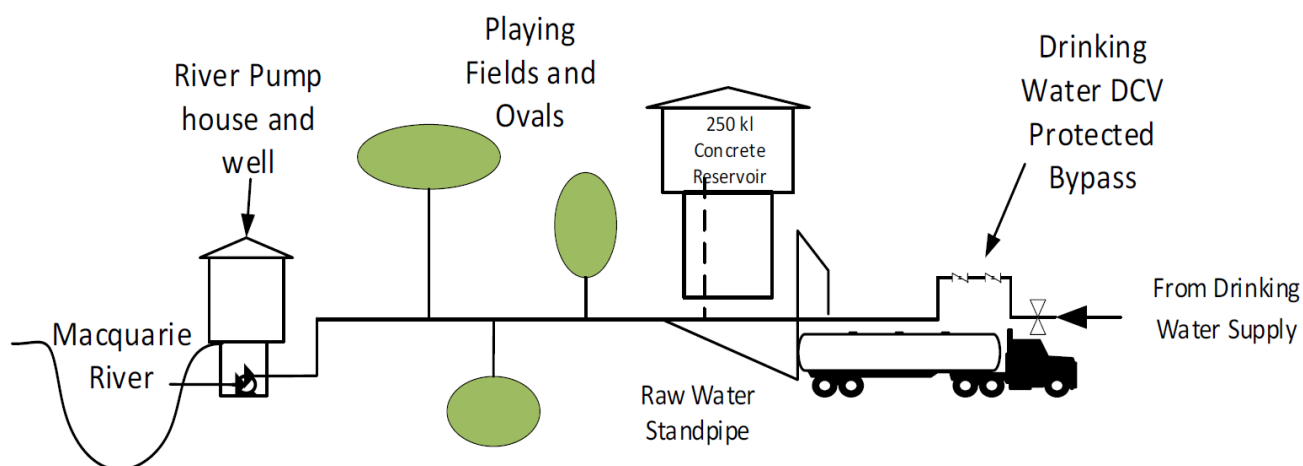 Playing
Fields and
Ovals
River Pump
house and
well
250 kl
Concrete
Reservoir
Drinking
Water DCV
Protected
Bypass
From Drinking
Water Supply
Macquarie
River
Raw Water
Standpipe